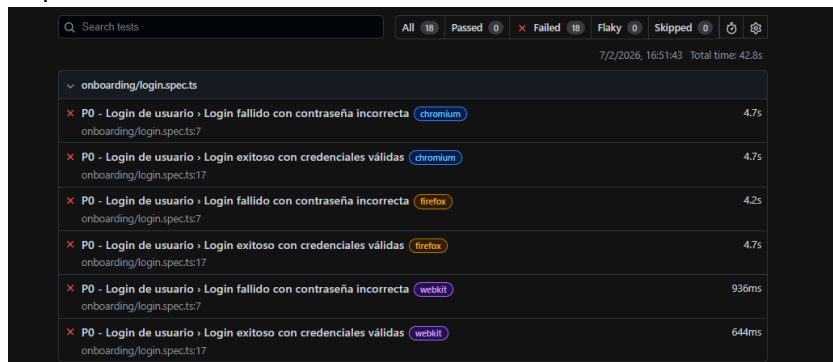 Search tests
All 18 Passed 0 × Failed 18 Flaky 0 Skipped 0
7/2/2026, 16:51:43 Total time: 42.8s
onboarding/login.spec.ts
× P0 - Login de usuario › Login fallido con contraseña incorrecta chromium 4.7s
onboarding/login.spec.ts:7
× P0 - Login de usuario › Login exitoso con credenciales válidas chromium 4.7s
onboarding/login.spec.ts:17
× P0 - Login de usuario › Login fallido con contraseña incorrecta firefox 4.2s
onboarding/login.spec.ts:7
× P0 - Login de usuario › Login exitoso con credenciales válidas firefox 4.7s
onboarding/login.spec.ts:17
× P0 - Login de usuario › Login fallido con contraseña incorrecta webkit 936ms
onboarding/login.spec.ts:7
× P0 - Login de usuario › Login exitoso con credenciales válidas webkit 644ms
onboarding/login.spec.ts:17